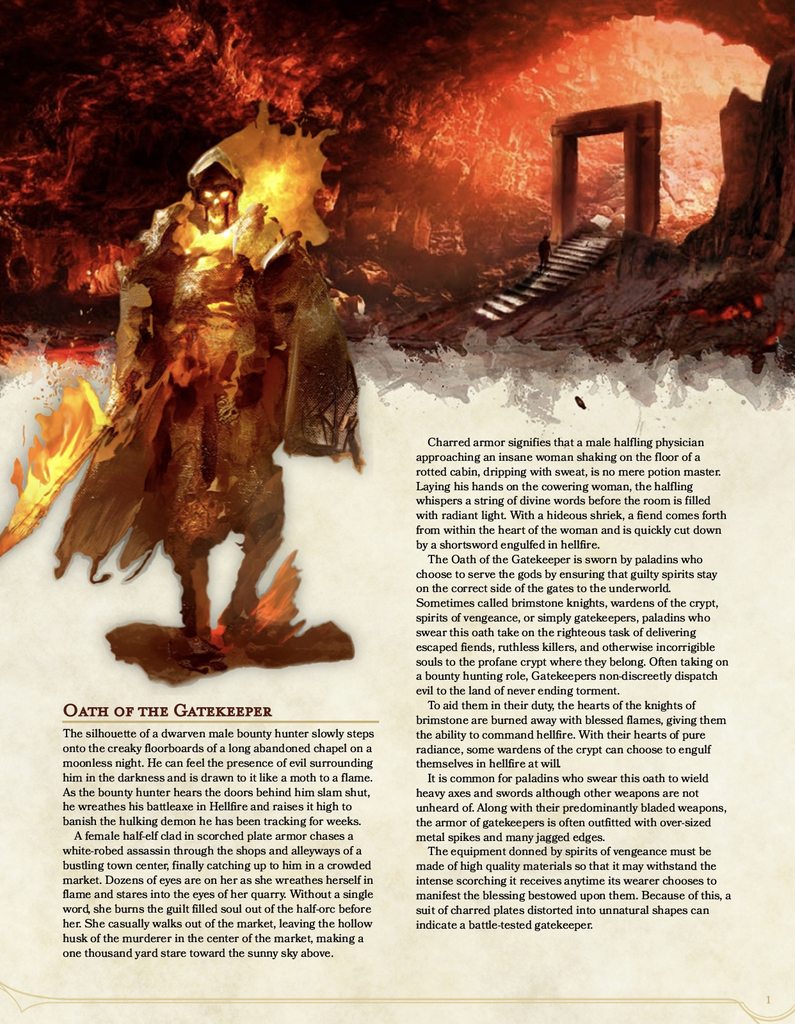 Oath of the Gatekeeper
The silhouette of a dwarven male bounty hunter slowly steps
onto the creaky floorboards of a long abandoned chapel on a
moonless night. He can feel the presence of evil surrounding
him in the darkness and is drawn to it like a moth to a flame.
As the bounty hunter hears the doors behind him slam shut,
he wreathes his battleaxe in Hellfire and raises it high to
banish the hulking demon he has been tracking for weeks.
A female half-elf clad in scorched plate armor chases a
white-robed assassin through the shops and alleyways of a
bustling town center, finally catching up to him in a crowded
market. Dozens of eyes are on her as she wreathes herself in
flame and stares into the eyes of her quarry. Without a single
word, she burns the guilt filled soul out of the half-orc before
her. She casually walks out of the market, leaving the hollow
husk of the murderer in the center of the market, making a
one thousand yard stare toward the sunny sky above.
Charred armor signifies that a male halfling physician
approaching an insane woman shaking on the floor of a
rotted cabin, dripping with sweat, is no mere potion master.
Laying his hands on the cowering woman, the halfling
whispers a string of divine words before the room is filled
with radiant light. With a hideous shriek, a fiend comes forth
from within the heart of the woman and is quickly cut down
by a shortsword engulfed in hellfire.
The Oath of the Gatekeeper is sworn by paladins who
choose to serve the gods by ensuring that guilty spirits stay
on the correct side of the gates to the underworld.
Sometimes called brimstone knights, wardens of the crypt,
spirits of vengeance, or simply gatekeepers, paladins who
swear this oath take on the righteous task of delivering
escaped fiends, ruthless killers, and otherwise incorrigible
souls to the profane crypt where they belong. Often taking on
a bounty hunting role, Gatekeepers non-discreetly dispatch
evil to the land of never ending torment.
To aid them in their duty, the hearts of the knights of
brimstone are burned away with blessed flames, giving them
the ability to command hellfire. With their hearts of pure
radiance, some wardens of the crypt can choose to engulf
themselves in hellfire at will.
It is common for paladins who swear this oath to wield
heavy axes and swords although other weapons are not
unheard of. Along with their predominantly bladed weapons,
the armor of gatekeepers is often outfitted with over-sized
metal spikes and many jagged edges.
The equipment donned by spirits of vengeance must be
made of high quality materials so that it may withstand the
intense scorching it receives anytime its wearer chooses to
manifest the blessing bestowed upon them. Because of this, a
suit of charred plates distorted into unnatural shapes can
indicate a battle-tested gatekeeper.
1